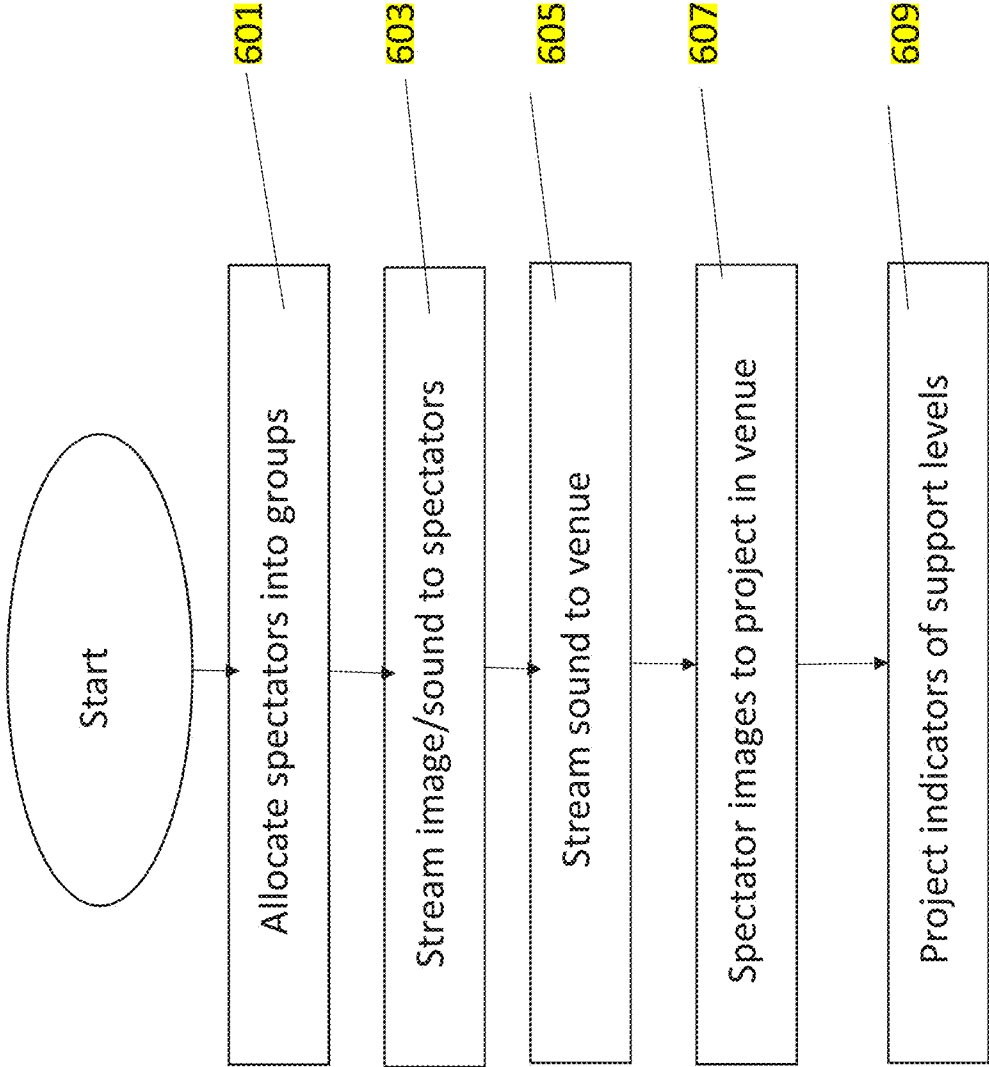 Start
Allocate spectators into groups
601
Stream image/sound to spectators
603
Stream sound to venue
605
Spectator images to project in venue
607
Project indicators of support levels
609